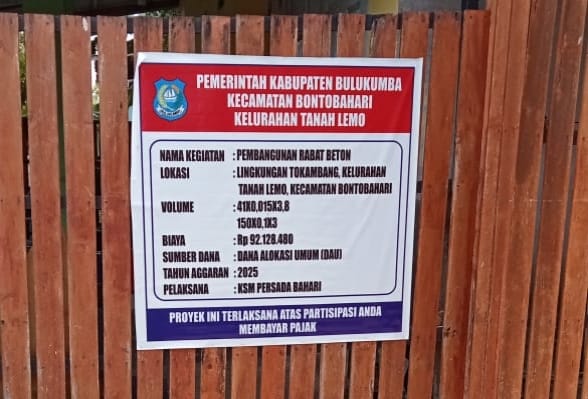 PEMERINTAH KABUPATEN BULUKUMBA
KECAMATAN BONTOBAHARI
KELURAHAN TANAH LEMO
NAMA KEGIATAN : PEMBANGUNAN RABAT BETON
LOKASI : LINGKUNGAN TOKAMBANG, KELURAHAN
TANAH LEMO, KECAMATAN BONTOBAHARI
VOLUME : 41X0,015X3,8
150X0,1X3
BIAYA : Rp 92.128.480
SUMBER DANA : DANA ALOKASI UMUM (DAU)
TAHUN AGGARAN : 2025
PELAKSANA : KSM PERSADA BAHARI
PROYEK INI TERLAKSANA ATAS PARTISIPASI ANDA
MEMBAYAR PAJAK